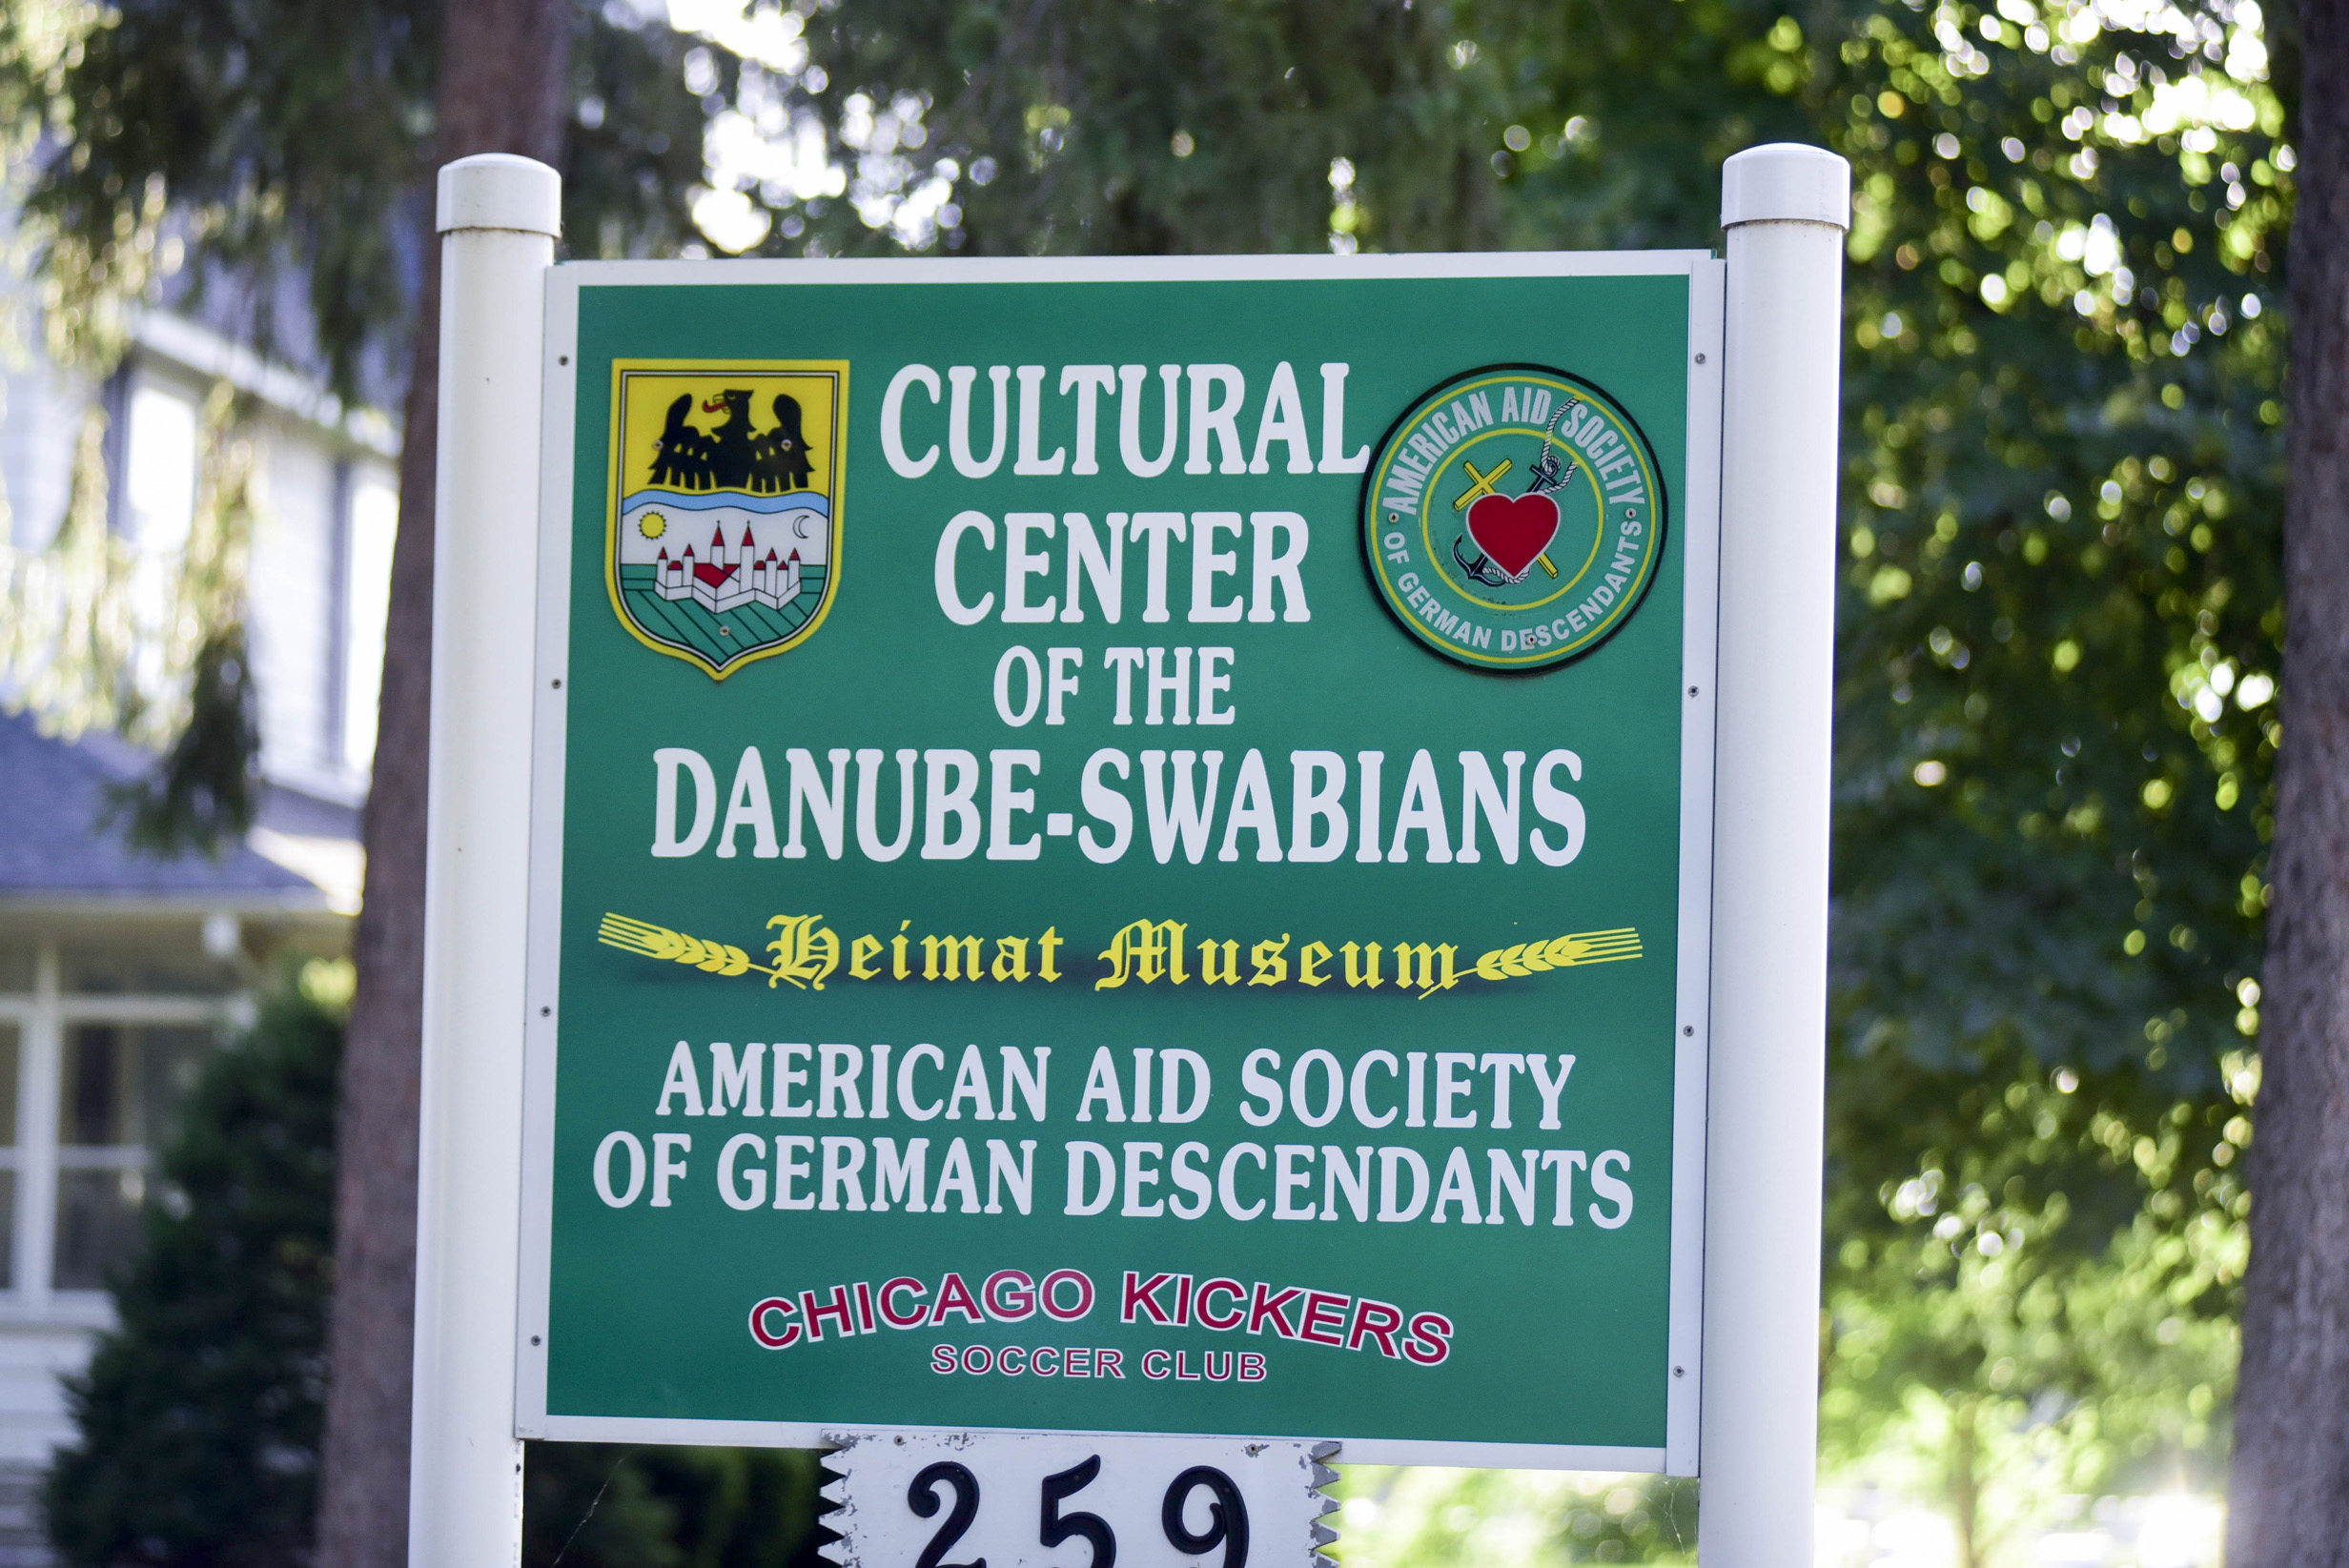 CULTURAL
CENTER
OF THE
DANUBE-SWABIANS
AMERICAN AID SOCIETY
OF GERMAN DESCENDANTS
Heimat Museum
AMERICAN AID SOCIETY
OF GERMAN DESCENDANTS
CHICAGO KICKERS
SOCCER CLUB
259